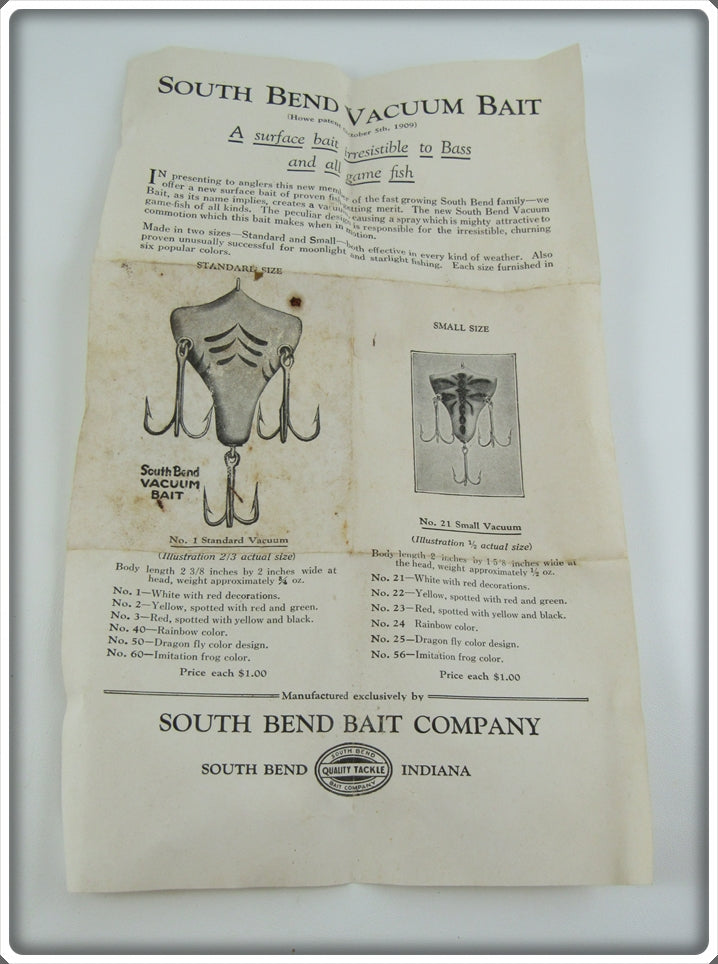 SOUTH BEND VACUUM BAIT
(Howe patent October 5th, 1909)
A surface bait irresistible to Bass
and all game fish
IN presenting to anglers this new member of the fast growing South Bend family—we
offer a new surface bait of proven fish getting merit. The new South Bend Vacuum
Bait, as its name implies, creates a vacuum causing a spray which is mighty attractive to
game-fish of all kinds. The peculiar design is responsible for the irresistible, churning
commotion which this bait makes when in motion.
Made in two sizes—Standard and Small—both effective in every kind of weather. Also
proven unusually successful for moonlight and starlight fishing. Each size furnished in
six popular colors.
STANDARD SIZE
South Bend
VACUUM
BAIT
No. 1 Standard Vacuum
(Illustration 2/3 actual size)
Body length 2 3/8 inches by 2 inches wide at
head, weight approximately ¾ oz.
No. 1—White with red decorations.
No. 2—Yellow, spotted with red and green.
No. 3—Red, spotted with yellow and black.
No. 40—Rainbow color.
No. 50—Dragon fly color design.
No. 60—Imitation frog color.
Price each $1.00
SMALL SIZE
No. 21 Small Vacuum
(Illustration ½ actual size)
Body length 2 inches by 1 5/8 inches wide at
the head, weight approximately ½ oz.
No. 21—White with red decorations.
No. 22—Yellow, spotted with red and green.
No. 23—Red, spotted with yellow and black.
No. 24 Rainbow color.
No. 25—Dragon fly color design.
No. 56—Imitation frog color.
Price each $1.00
Manufactured exclusively by
SOUTH BEND BAIT COMPANY
SOUTH BEND INDIANA
SOUTH BEND
QUALITY TACKLE
BAIT COMPANY